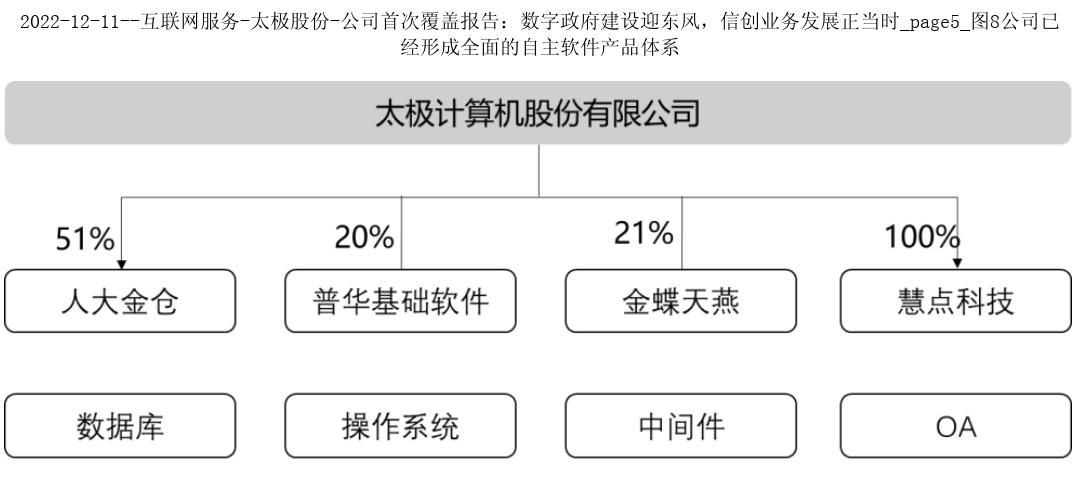 2022-12-11--互联网服务-太极股份-公司首次覆盖报告：数字政府建设迎东风，信创业务发展正当时_page5_图8公司已
经形成全面的自主软件产品体系
太极计算机股份有限公司
51% 20% 21% 100%
人大金仓 普华基础软件 金蝶天燕 慧点科技
数据库 操作系统 中间件 OA